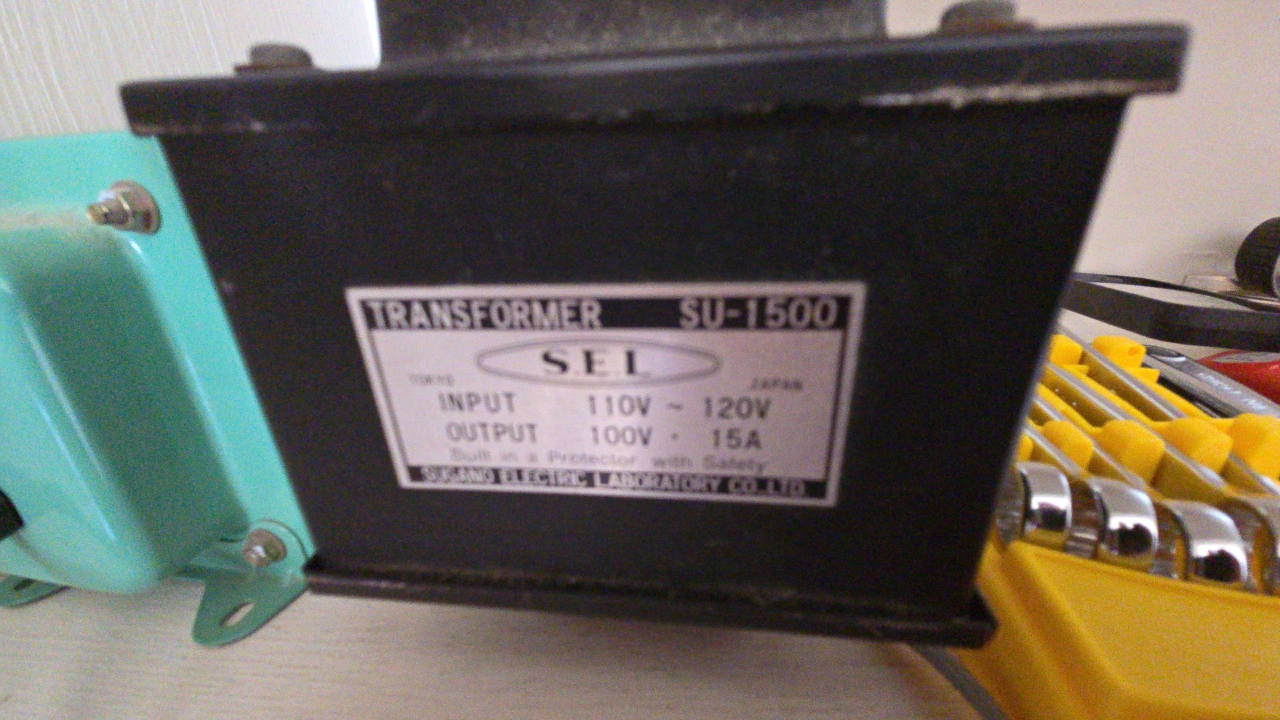 TRANSFORMER SU-1500
S.E.L
TOKYO JAPAN
INPUT 110V ~ 120V
OUTPUT 100V · 15A
Built in a Protector with Safety
SUGANO ELECTRIC LABORATORY CO.,LTD.